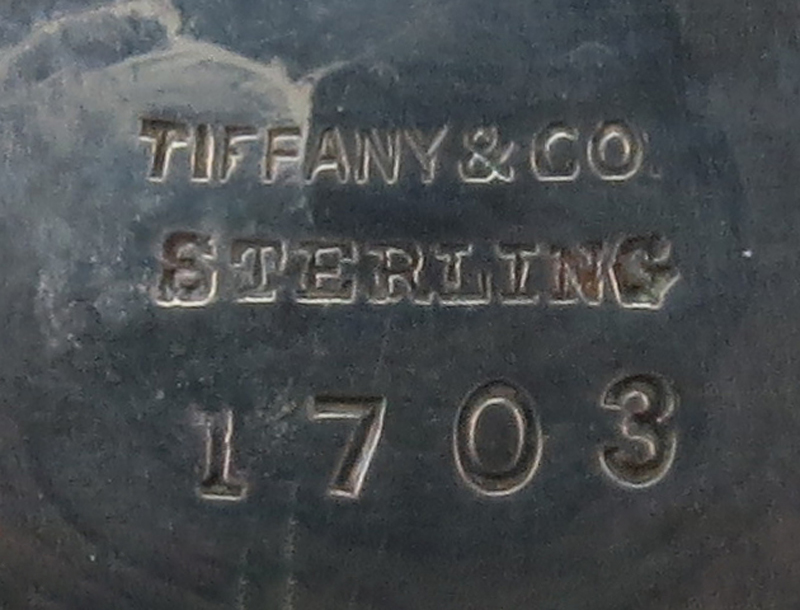 TIFFANY & CO.
STERLING
1703